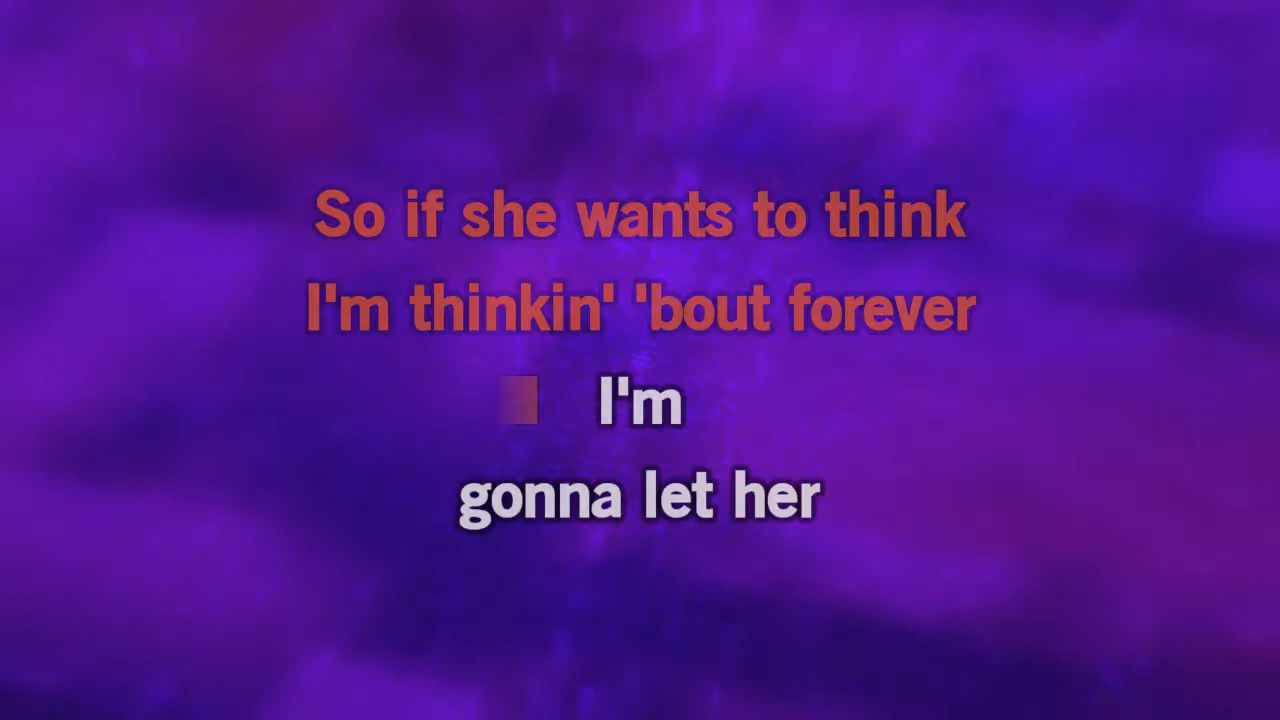 So if she wants to think
I'm thinkin' 'bout forever
I'm
gonna let her